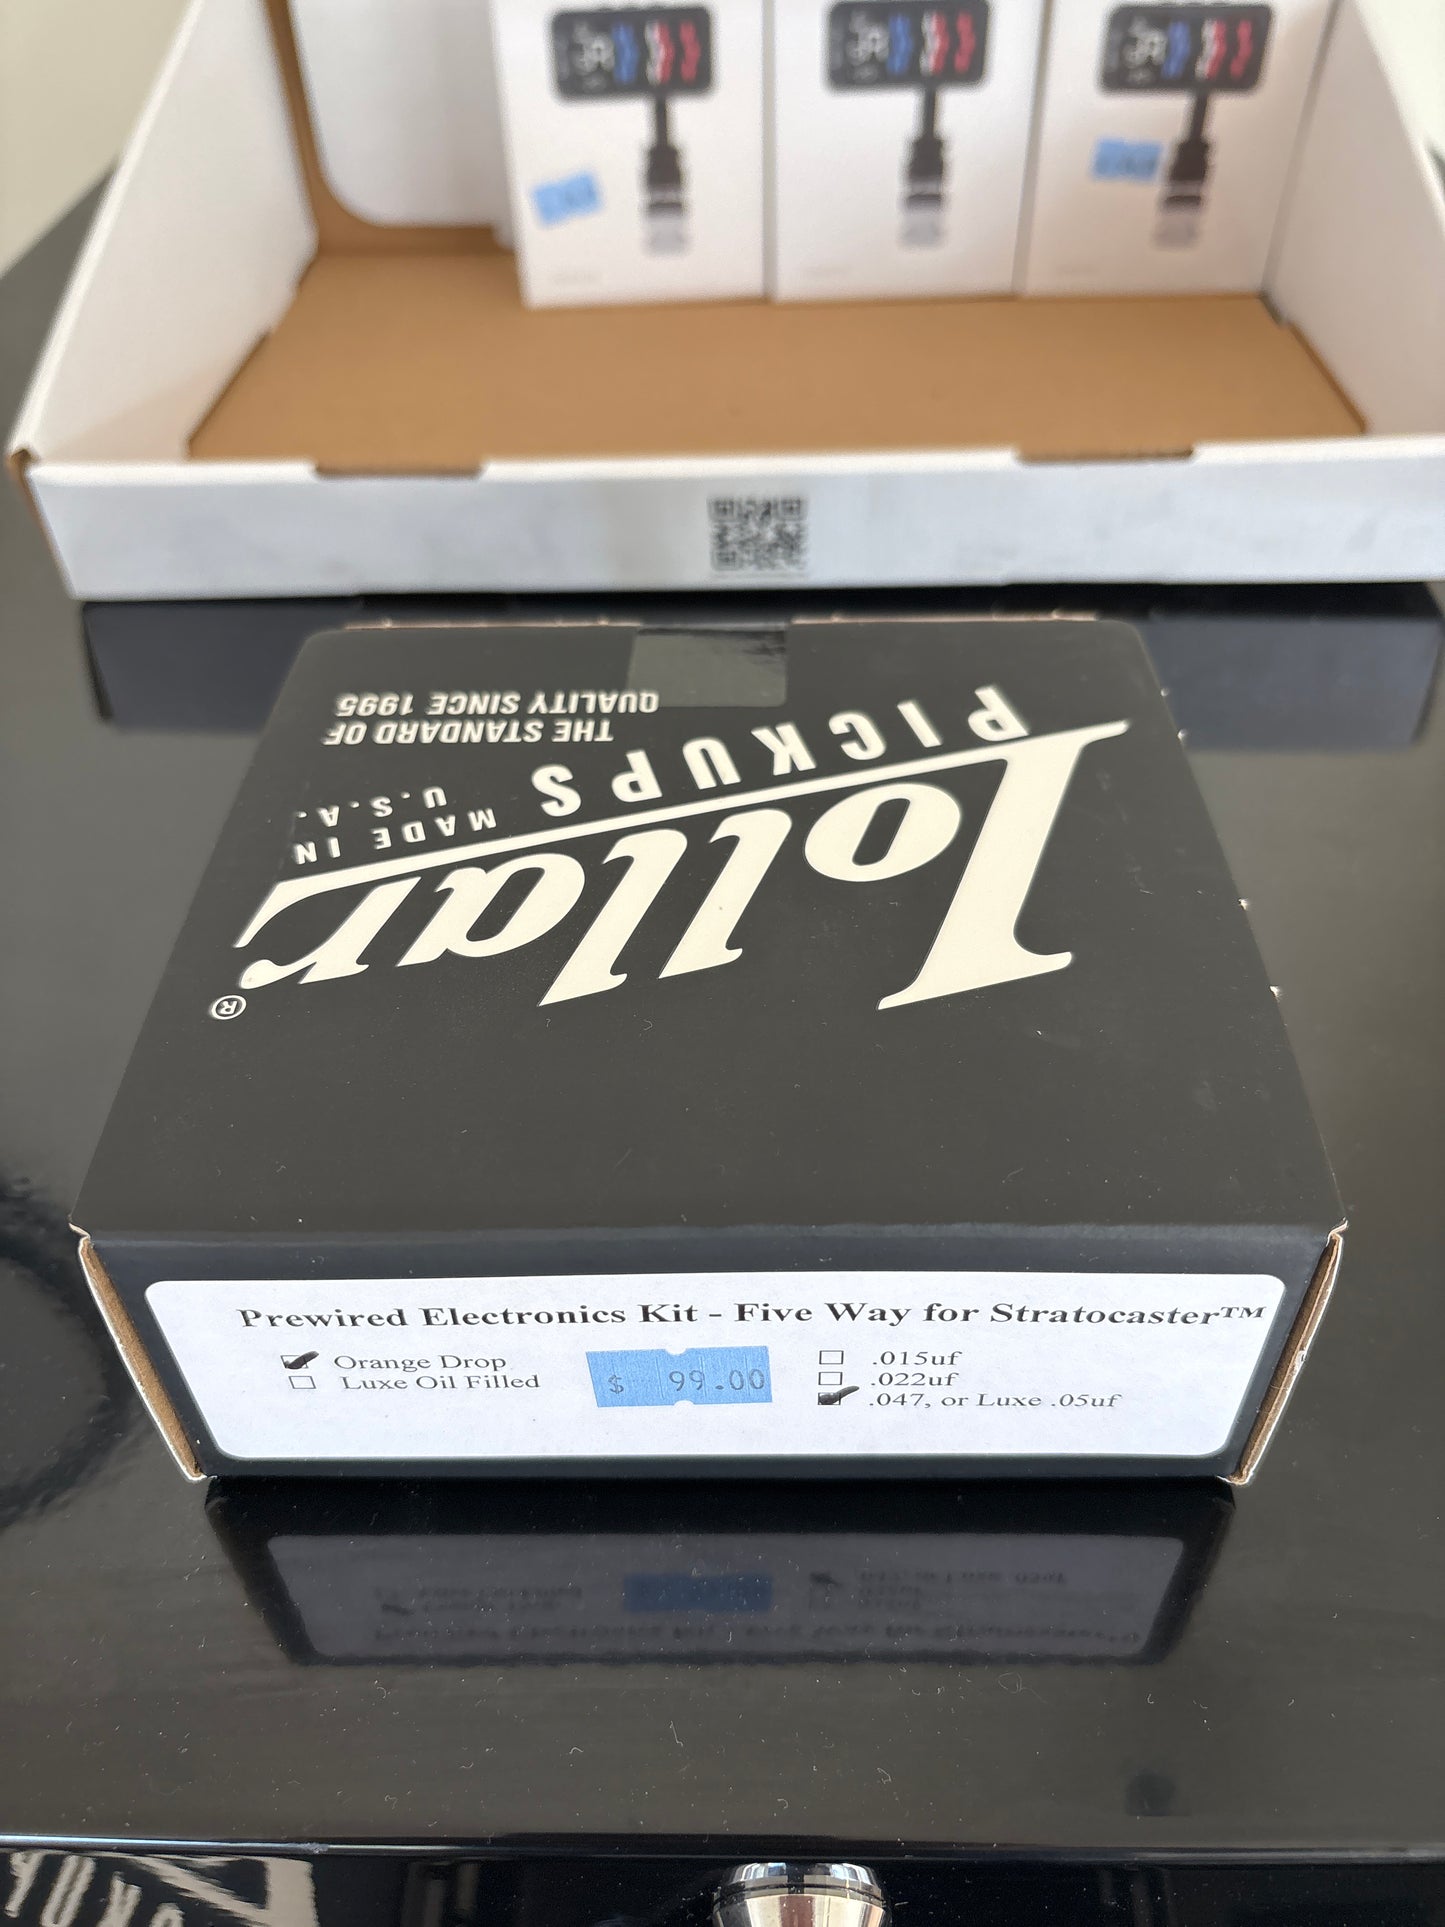 Lollar®
PICKUPS
MADE IN
U.S.A.
THE STANDARD OF
QUALITY SINCE 1995
Prewired Electronics Kit - Five Way for Stratocaster™
Orange Drop
Luxe Oil Filled
$ 99.00
.015uf
.022uf
.047, or Luxe .05uf